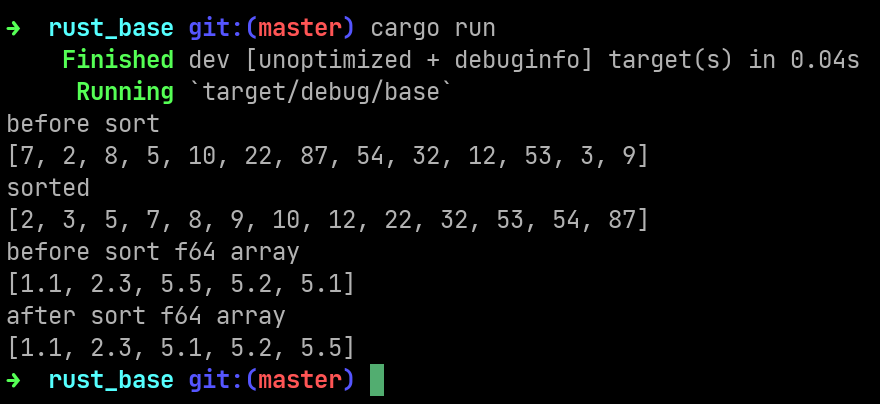 ➜  rust_base git:(master) cargo run
    Finished dev [unoptimized + debuginfo] target(s) in 0.04s
     Running `target/debug/base`
before sort
[7, 2, 8, 5, 10, 22, 87, 54, 32, 12, 53, 3, 9]
sorted
[2, 3, 5, 7, 8, 9, 10, 12, 22, 32, 53, 54, 87]
before sort f64 array
[1.1, 2.3, 5.5, 5.2, 5.1]
after sort f64 array
[1.1, 2.3, 5.1, 5.2, 5.5]
➜  rust_base git:(master)